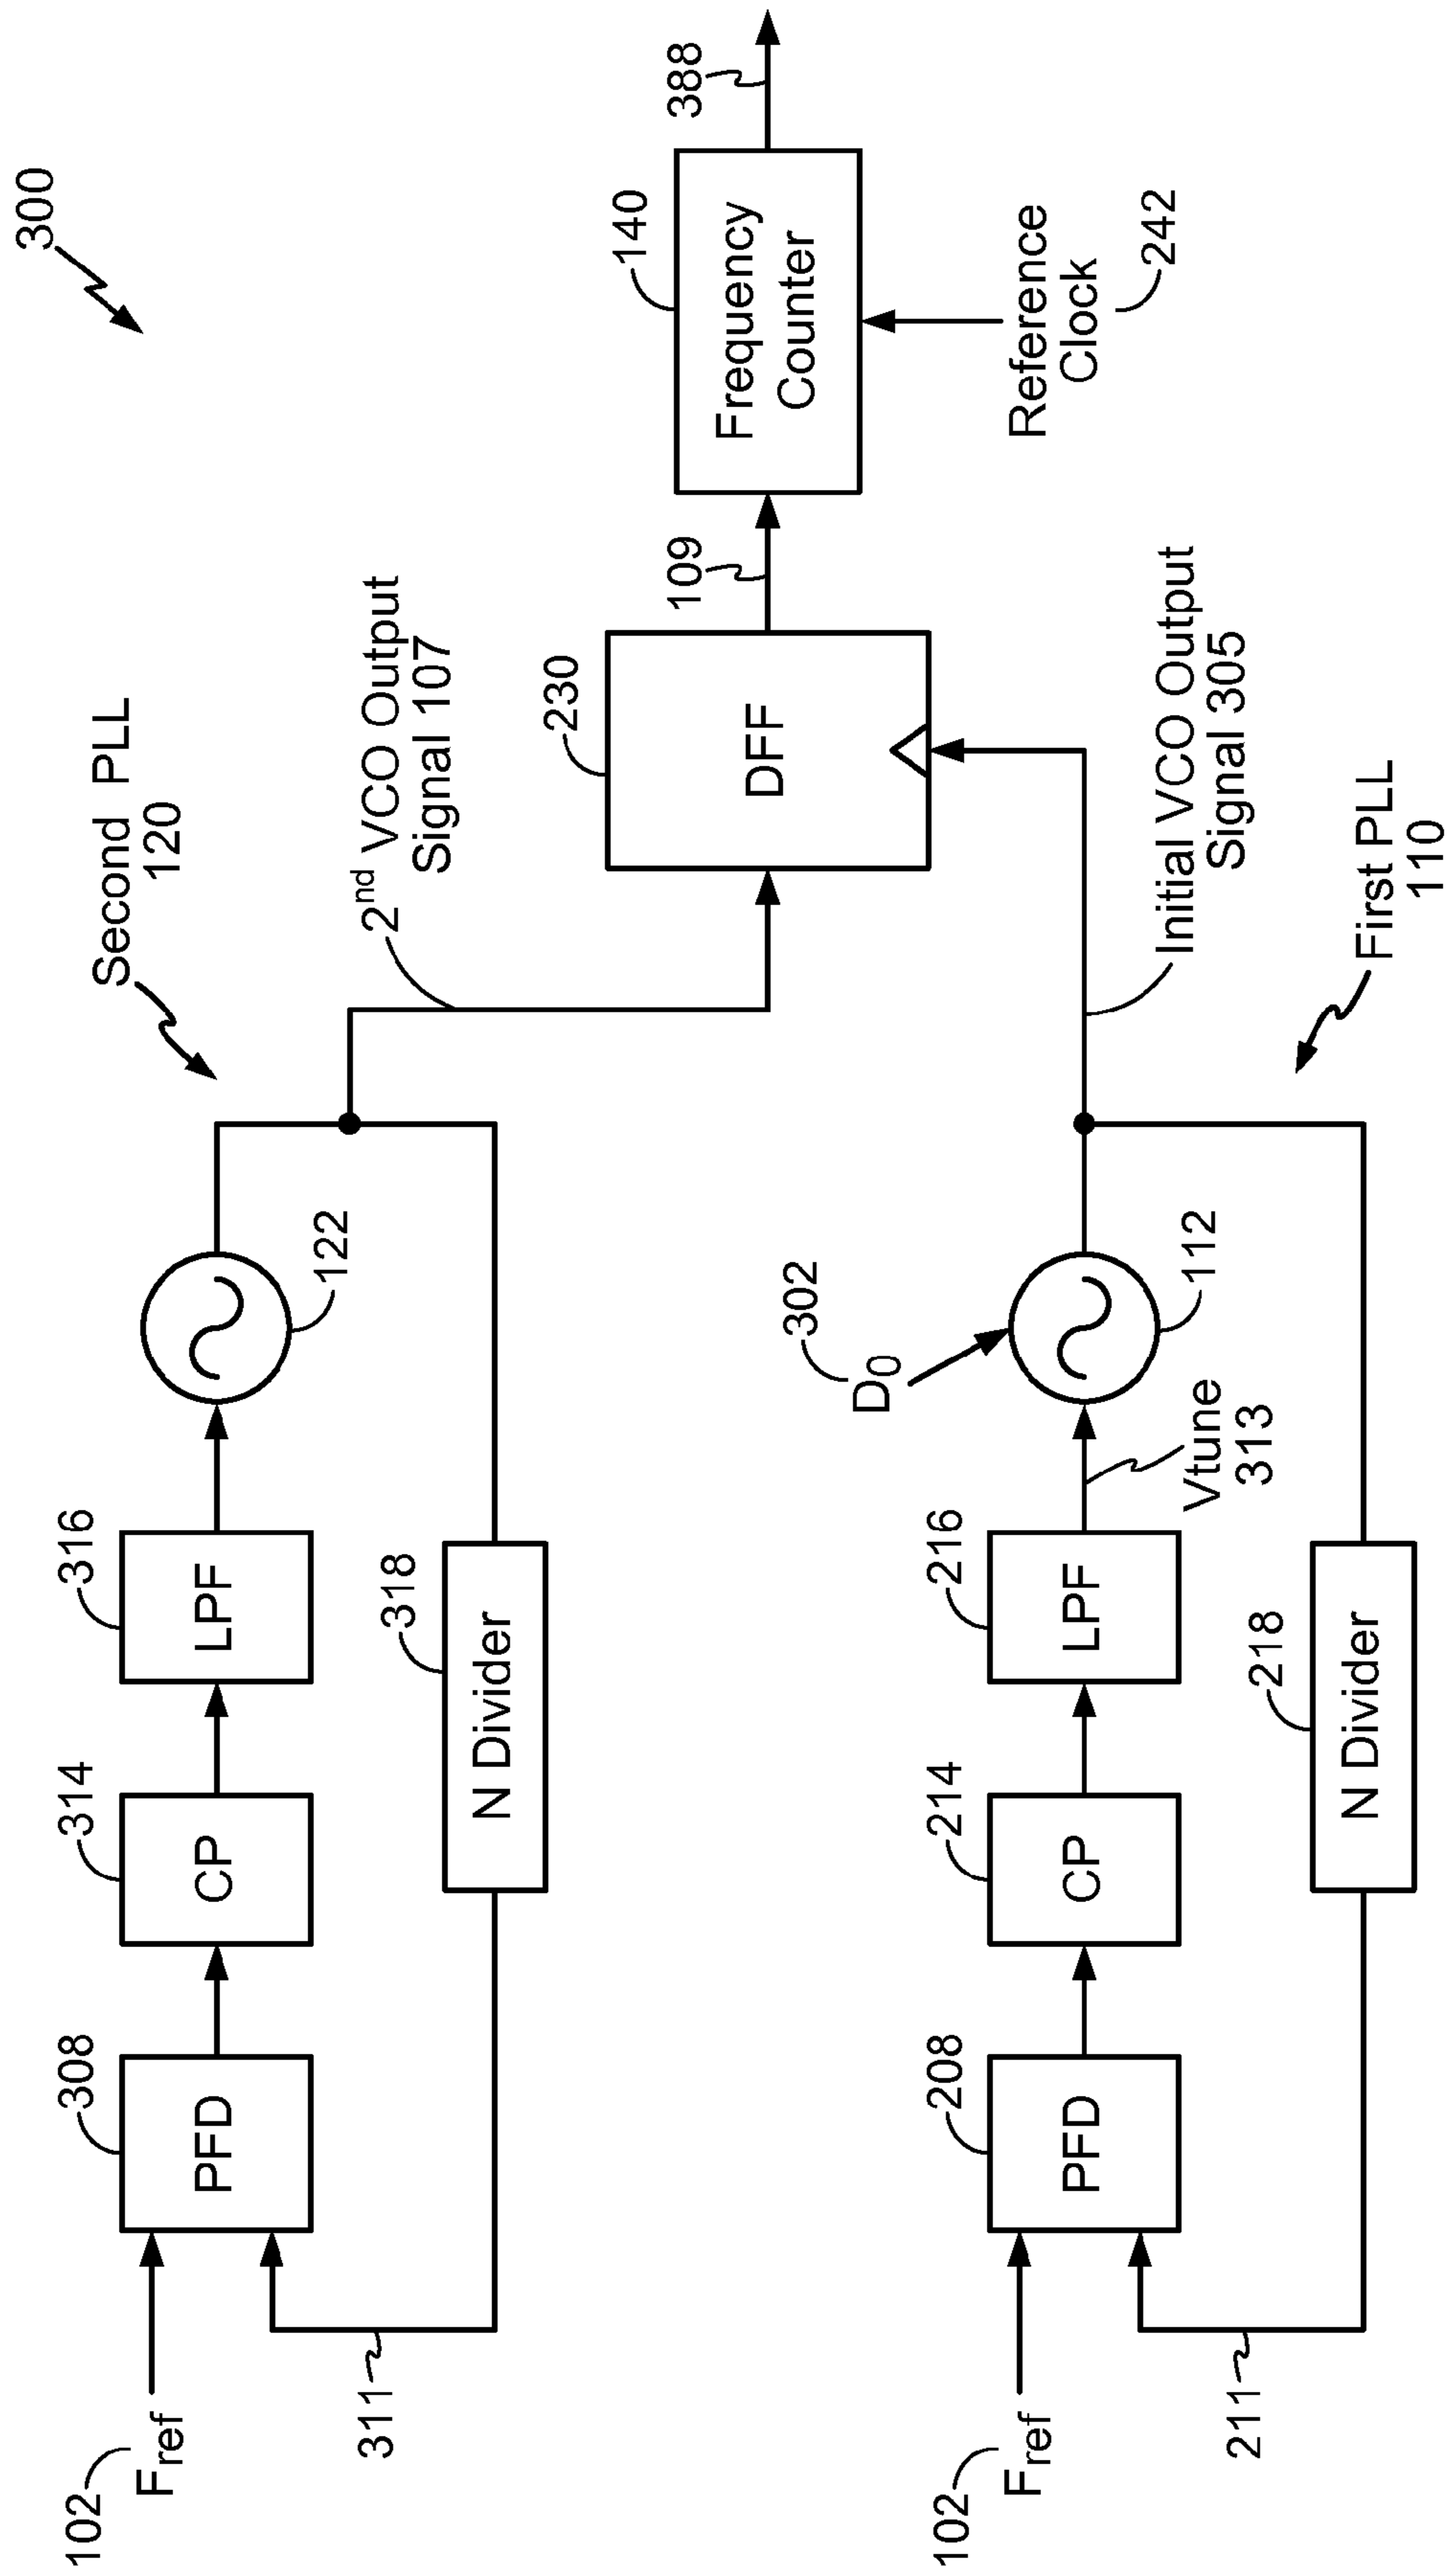 300
Second PLL
120
102
Fref
308
PFD
314
CP
316
LPF
122
311
318
N Divider
2nd VCO Output
Signal 107
230
DFF
109
140
Frequency
Counter
388
Reference
Clock
242
302
D0
102
Fref
208
PFD
214
CP
216
LPF
Vtune
313
112
211
218
N Divider
Initial VCO Output
Signal 305
First PLL
110